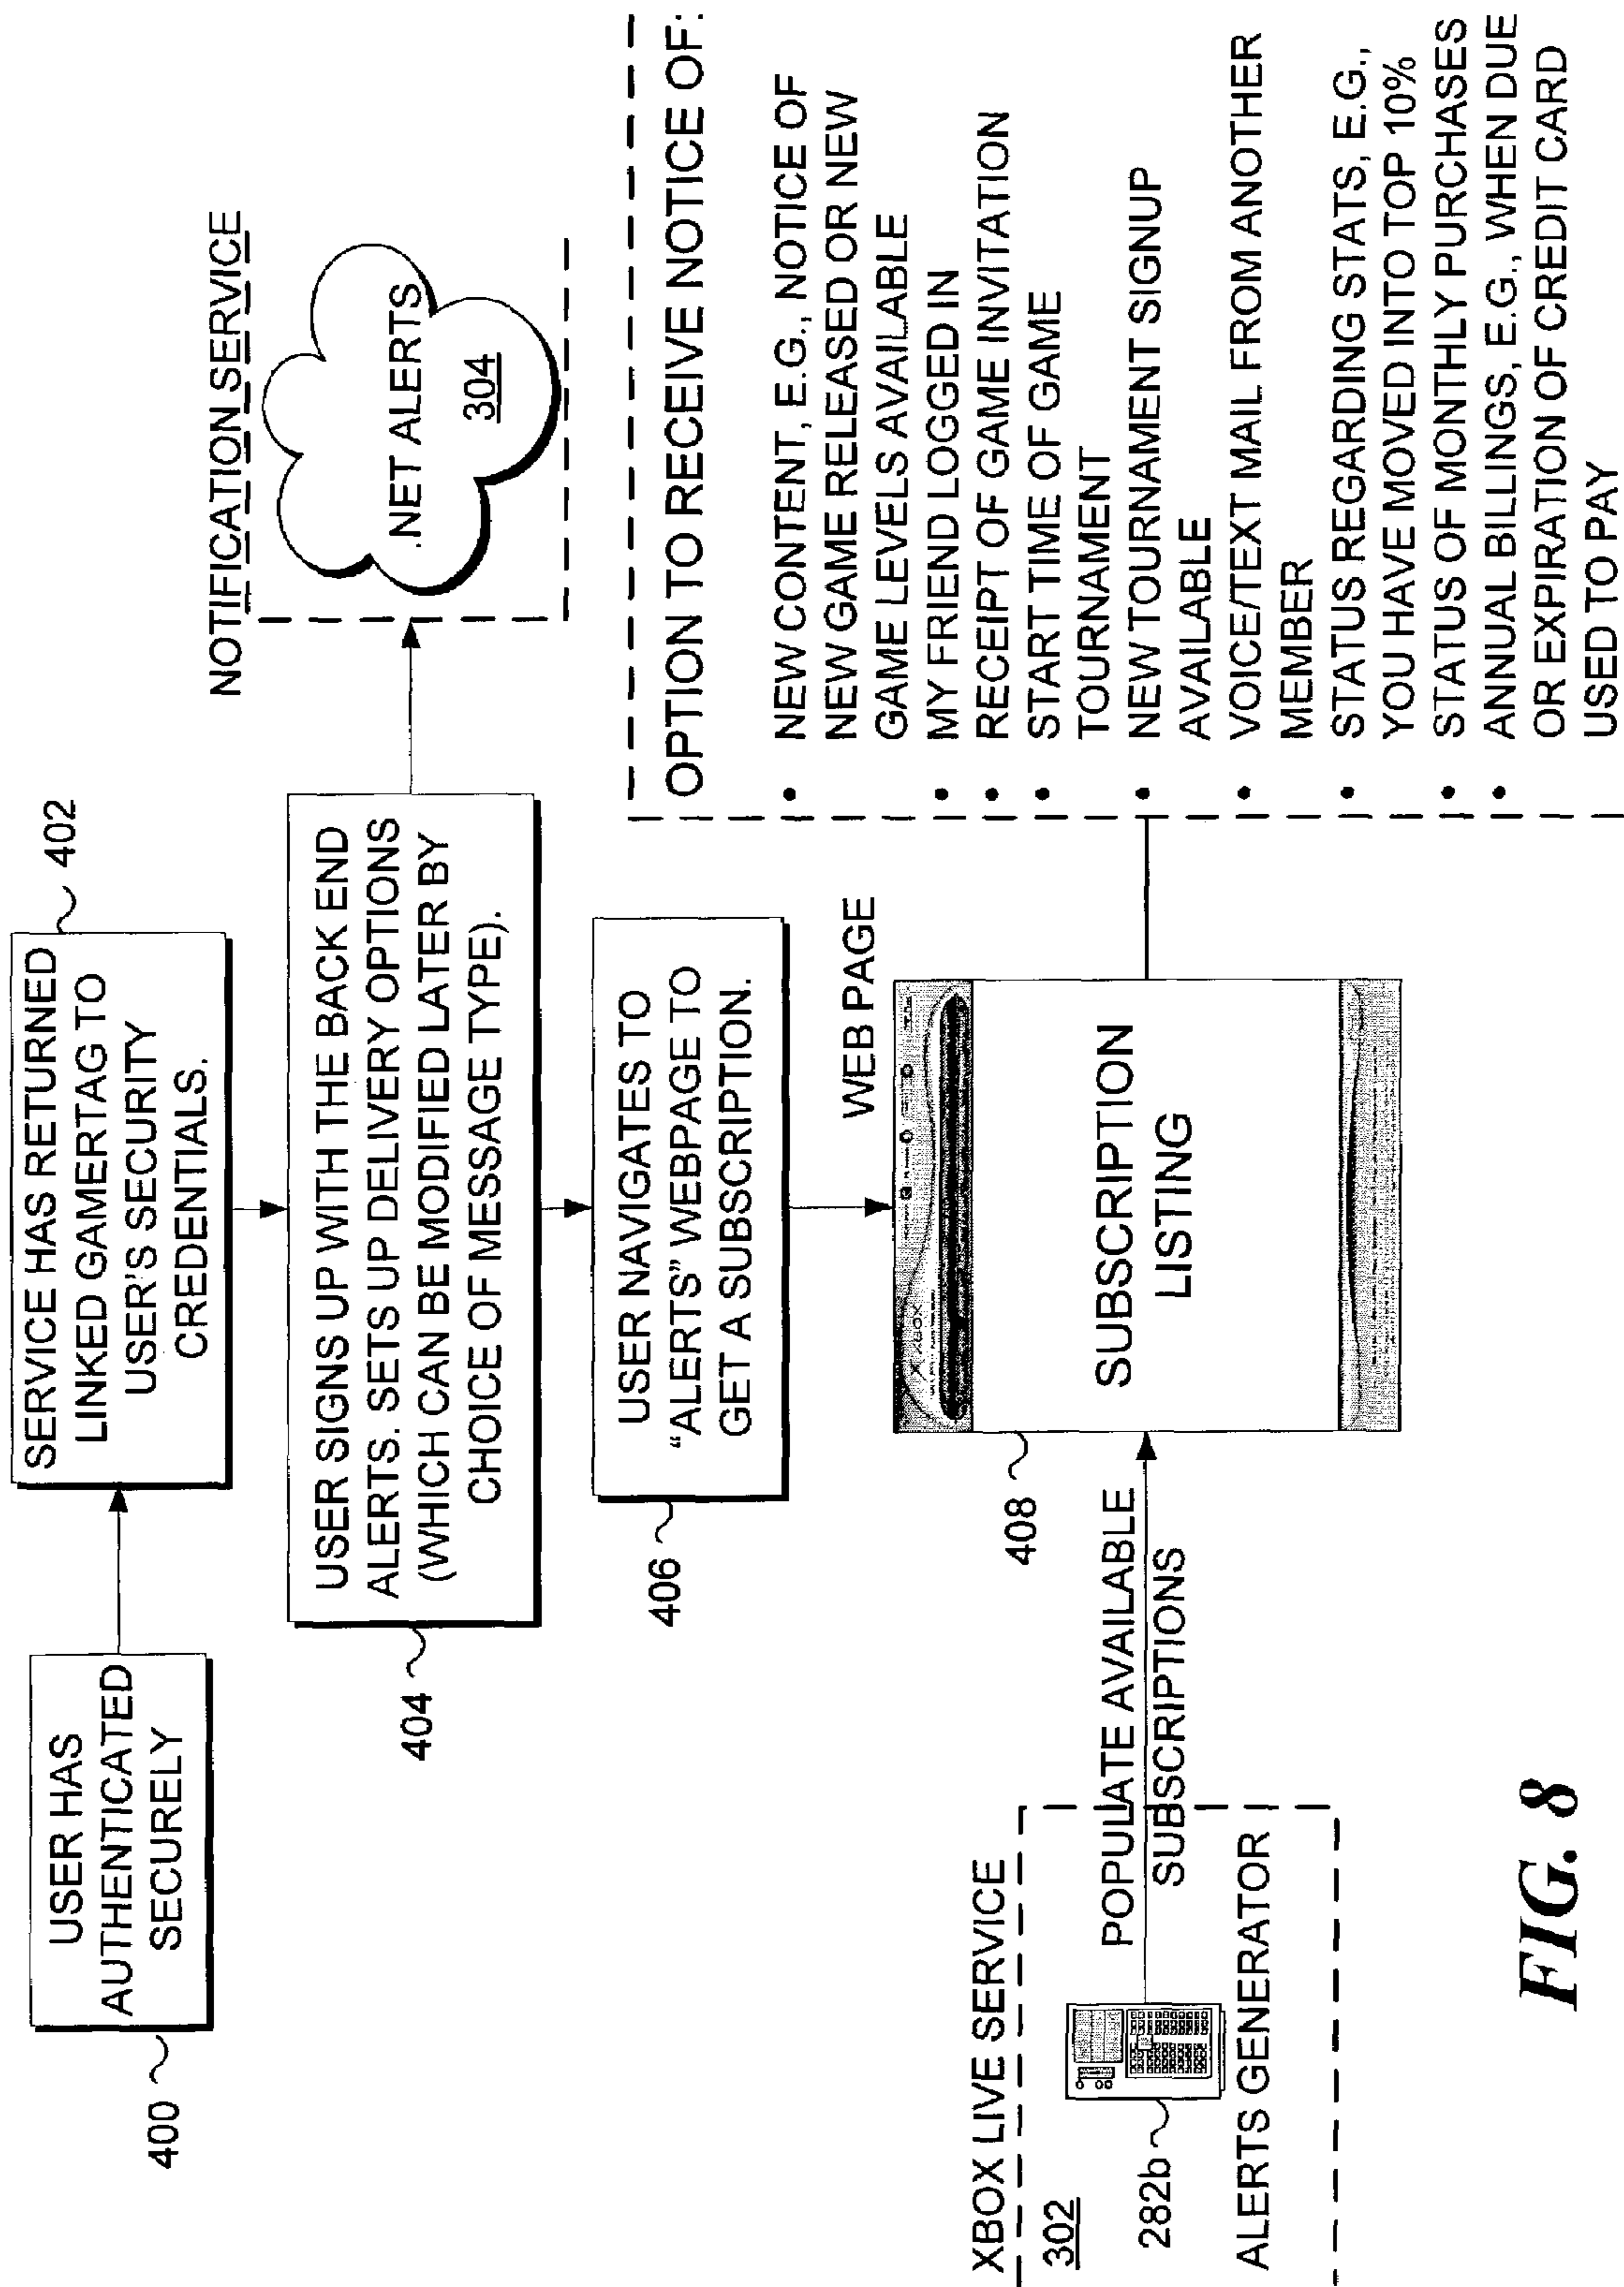 USER HAS
AUTHENTICATED
SECURELY
400
SERVICE HAS RETURNED
LINKED GAMERTAG TO
USER'S SECURITY
CREDENTIALS.
402
USER SIGNS UP WITH THE BACK END
ALERTS. SETS UP DELIVERY OPTIONS
(WHICH CAN BE MODIFIED LATER BY
CHOICE OF MESSAGE TYPE).
404
NOTIFICATION SERVICE
.NET ALERTS
304
USER NAVIGATES TO
“ALERTS” WEBPAGE TO
GET A SUBSCRIPTION.
406
WEB PAGE
XBOX
SUBSCRIPTION
LISTING
408
XBOX LIVE SERVICE
302
282b
ALERTS GENERATOR
POPULATE AVAILABLE
SUBSCRIPTIONS
OPTION TO RECEIVE NOTICE OF:
• NEW CONTENT, E.G., NOTICE OF
NEW GAME RELEASED OR NEW
GAME LEVELS AVAILABLE
• MY FRIEND LOGGED IN
• RECEIPT OF GAME INVITATION
• START TIME OF GAME
TOURNAMENT
• NEW TOURNAMENT SIGNUP
AVAILABLE
• VOICE/TEXT MAIL FROM ANOTHER
MEMBER
• STATUS REGARDING STATS, E.G.,
YOU HAVE MOVED INTO TOP 10%
• STATUS OF MONTHLY PURCHASES
• ANNUAL BILLINGS, E.G., WHEN DUE
OR EXPIRATION OF CREDIT CARD
USED TO PAY
FIG. 8